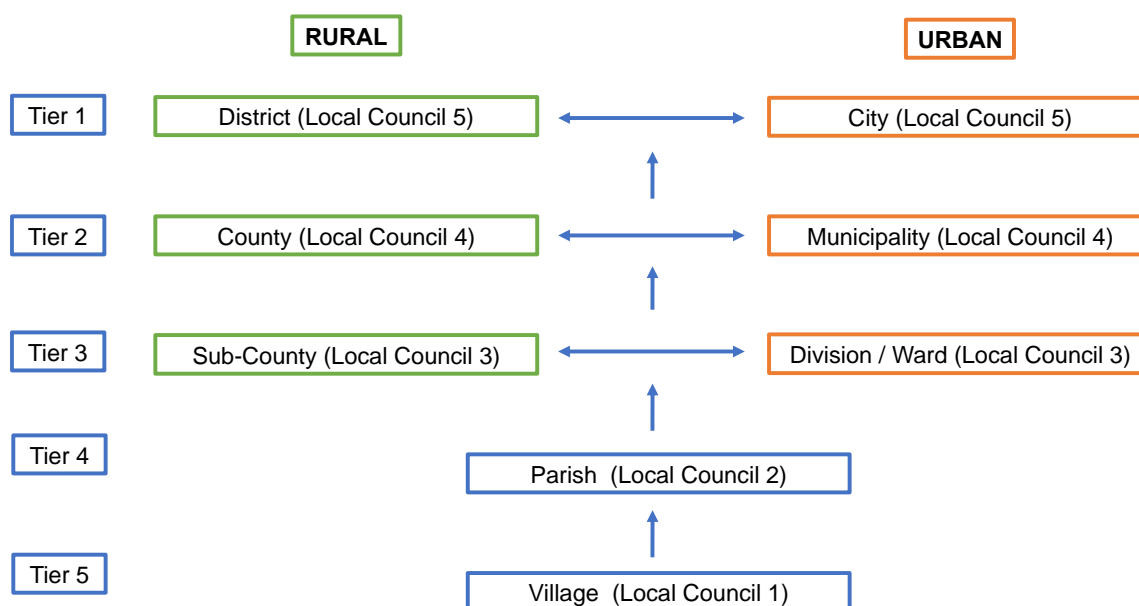 RURAL
URBAN
Tier 1
District (Local Council 5)
City (Local Council 5)
Tier 2
County (Local Council 4)
Municipality (Local Council 4)
Tier 3
Sub-County (Local Council 3)
Division / Ward (Local Council 3)
Tier 4
Parish  (Local Council 2)
Tier 5
Village  (Local Council 1)